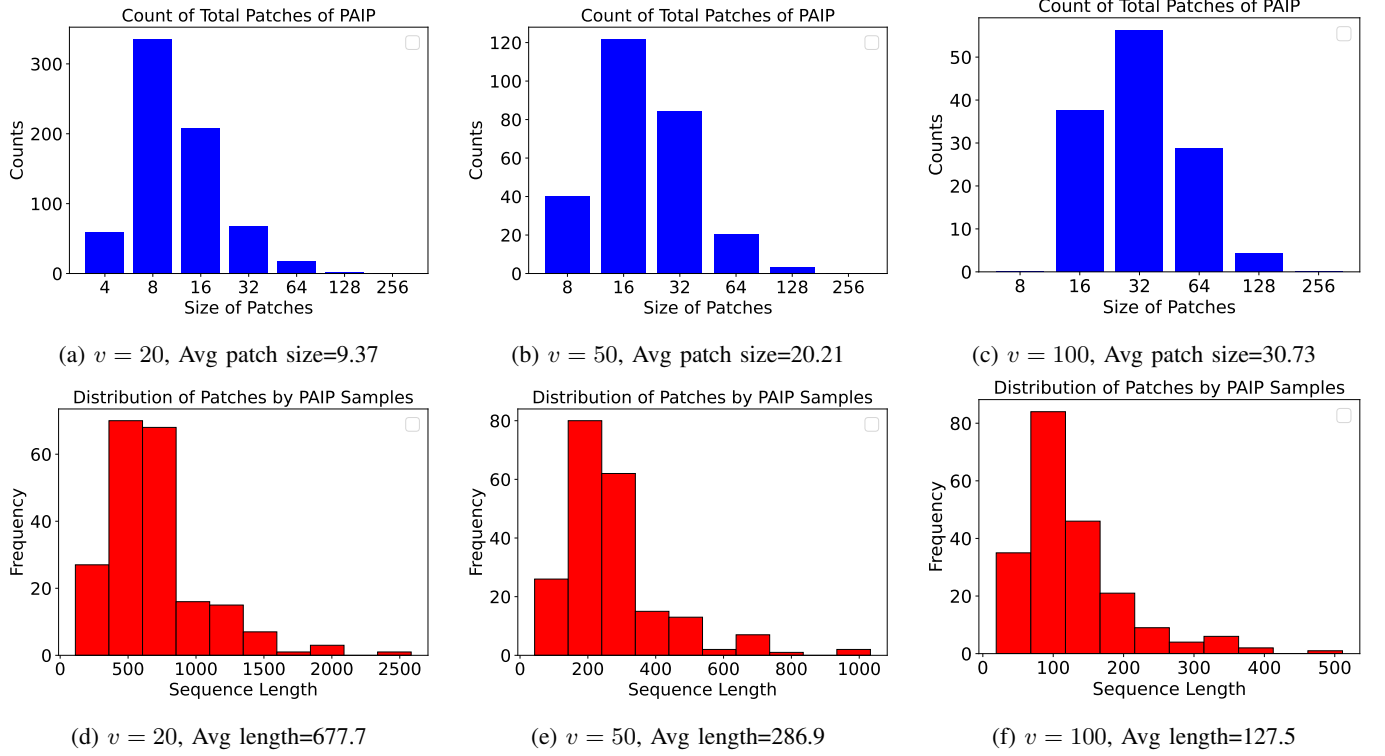 Count of Total Patches of PAIP
300
200
100
0
Counts
4 8 16 32 64 128 256
Size of Patches
(a) v = 20, Avg patch size=9.37
Count of Total Patches of PAIP
120
100
80
60
40
20
0
Counts
8 16 32 64 128 256
Size of Patches
(b) v = 50, Avg patch size=20.21
Count of Total Patches of PAIP
50
40
30
20
10
0
Counts
8 16 32 64 128 256
Size of Patches
(c) v = 100, Avg patch size=30.73
Distribution of Patches by PAIP Samples
60
40
20
0
Frequency
0 500 1000 1500 2000 2500
Sequence Length
(d) v = 20, Avg length=677.7
Distribution of Patches by PAIP Samples
80
60
40
20
0
Frequency
200 400 600 800 1000
Sequence Length
(e) v = 50, Avg length=286.9
Distribution of Patches by PAIP Samples
80
60
40
20
0
Frequency
0 100 200 300 400 500
Sequence Length
(f) v = 100, Avg length=127.5